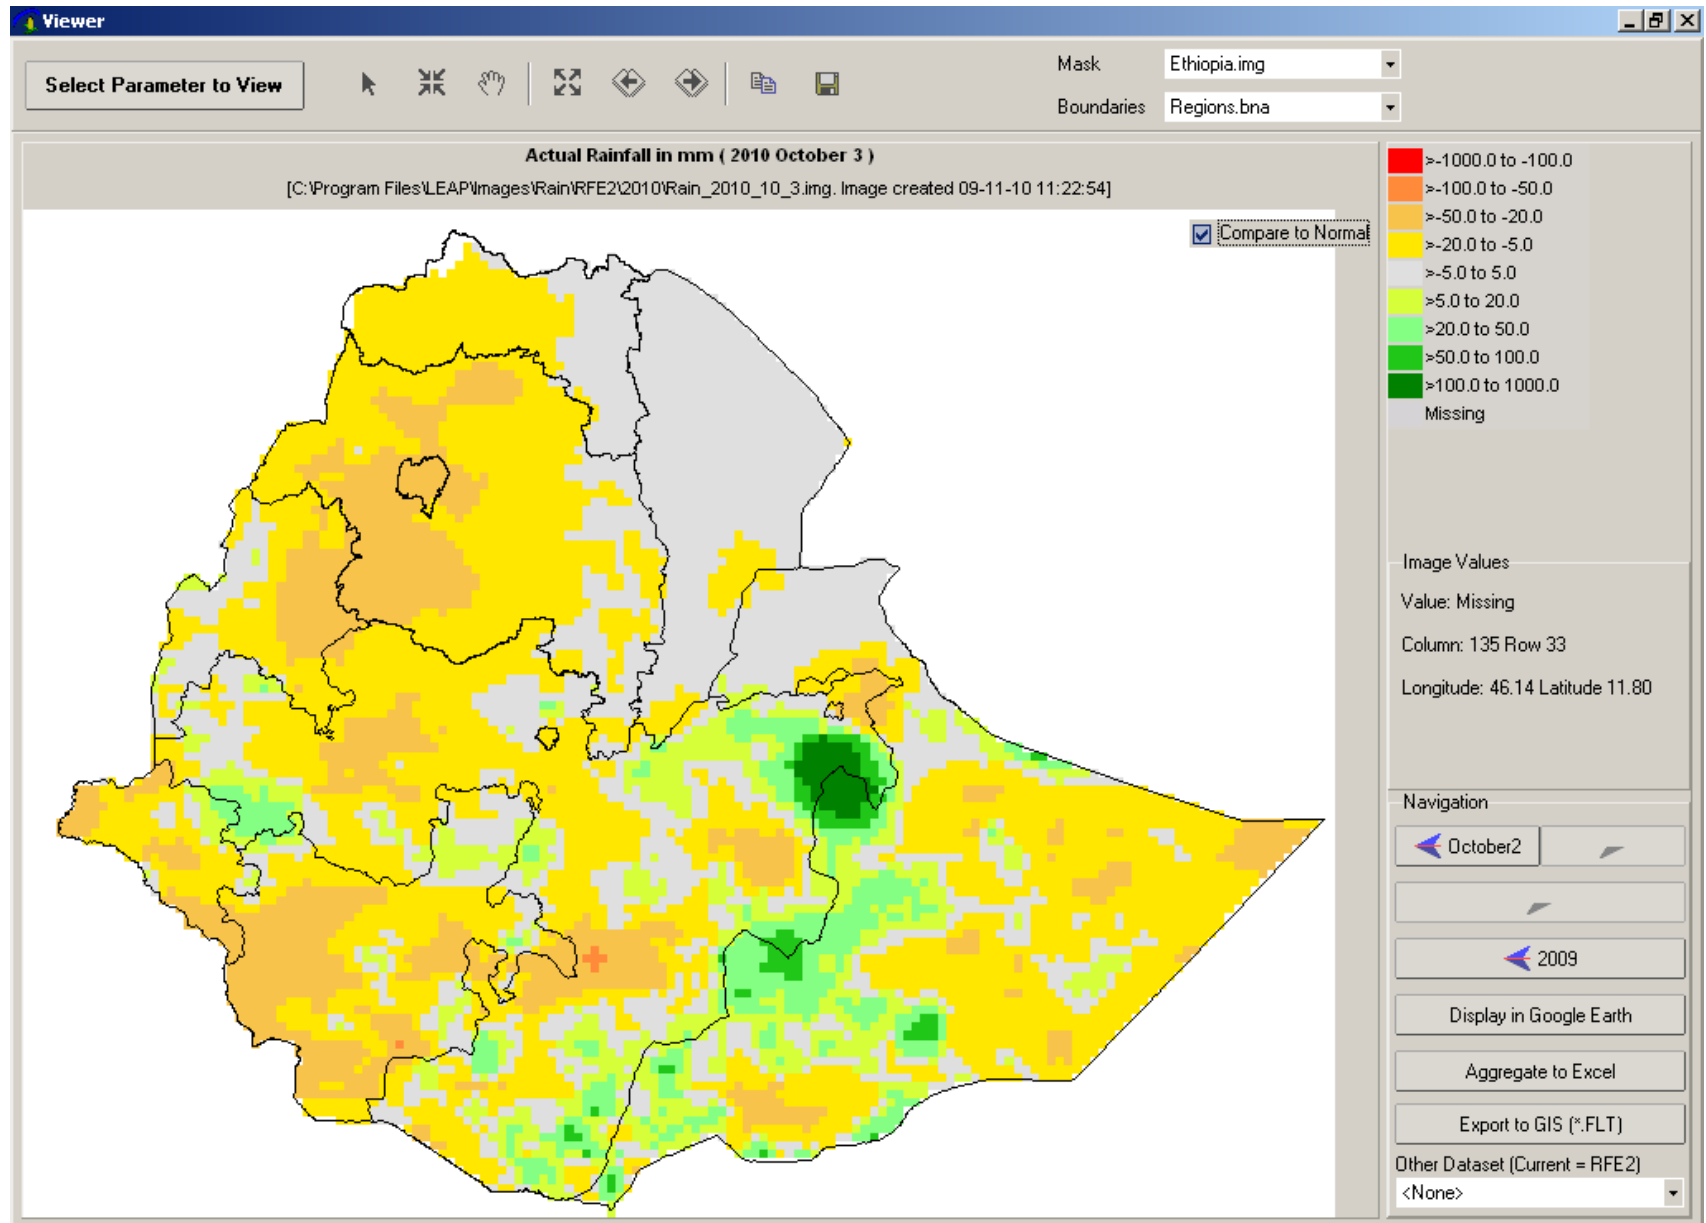 Viewer
Select Parameter to View
Mask Ethiopia.img
Boundaries Regions.bna
Actual Rainfall in mm ( 2010 October 3 )
[C:\Program Files\LEAP\Images\Rain\RFE2\2010\Rain_2010_10_3.img. Image created 09-11-10 11:22:54]
Compare to Normal
>-1000.0 to -100.0
>-100.0 to -50.0
>-50.0 to -20.0
>-20.0 to -5.0
>-5.0 to 5.0
>5.0 to 20.0
>20.0 to 50.0
>50.0 to 100.0
>100.0 to 1000.0
Missing
Image Values
Value: Missing
Column: 135 Row 33
Longitude: 46.14 Latitude 11.80
Navigation
October2
2009
Display in Google Earth
Aggregate to Excel
Export to GIS (*.FLT)
Other Dataset (Current = RFE2)
<None>